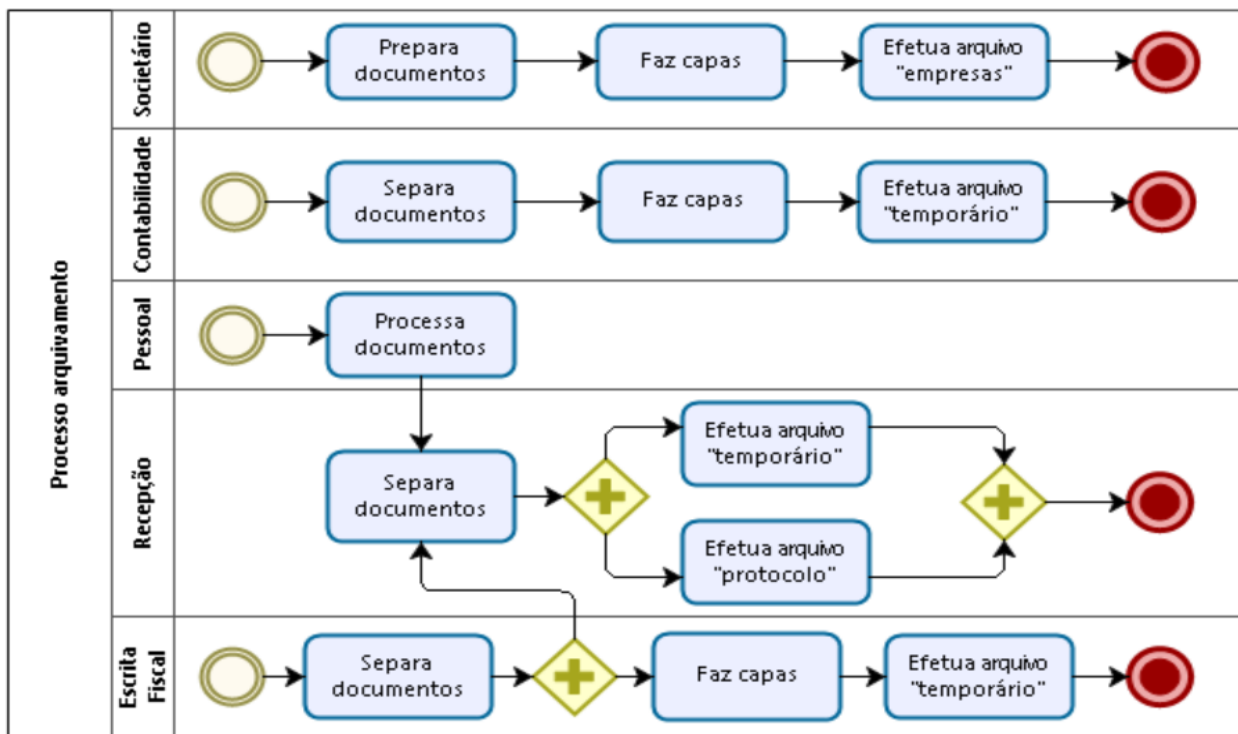 Processo arquivamento
Societário
Prepara
documentos
Faz capas
Efetua arquivo
"empresas"
Contabilidade
Separa
documentos
Faz capas
Efetua arquivo
"temporário"
Pessoal
Processa
documentos
Recepção
Separa
documentos
Efetua arquivo
"temporário"
Efetua arquivo
"protocolo"
Escrita
Fiscal
Separa
documentos
Faz capas
Efetua arquivo
"temporário"